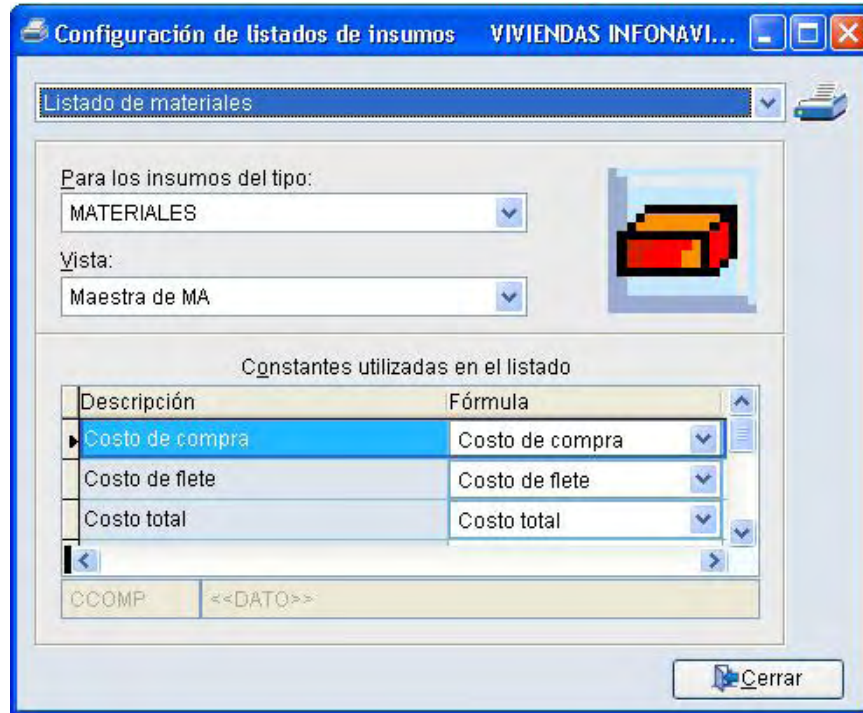 Configuración de listados de insumos VIVIENDAS INFONAVI...
Listado de materiales
Para los insumos del tipo:
MATERIALES
Vista:
Maestra de MA
Constantes utilizadas en el listado
Descripción Fórmula
Costo de compra Costo de compra
Costo de flete Costo de flete
Costo total Costo total
CCOMP <<DATO>>
Cerrar